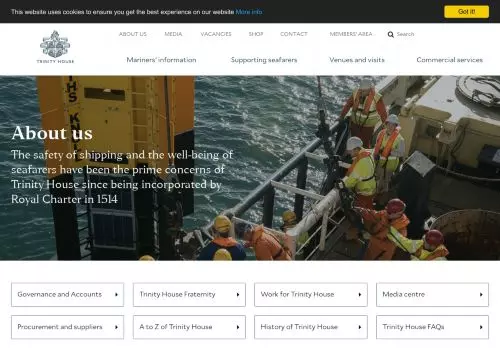 This website uses cookies to ensure you get the best experience on our website More info
Got it!
ABOUT US MEDIA VACANCIES SHOP CONTACT MEMBERS' AREA Search
TRINITY HOUSE
Mariners' information Supporting seafarers Venues and visits Commercial services
About us
The safety of shipping and the well-being of
seafarers have been the prime concerns of
Trinity House since being incorporated by
Royal Charter in 1514
Governance and Accounts Trinity House Fraternity Work for Trinity House Media centre
Procurement and suppliers A to Z of Trinity House History of Trinity House Trinity House FAQs